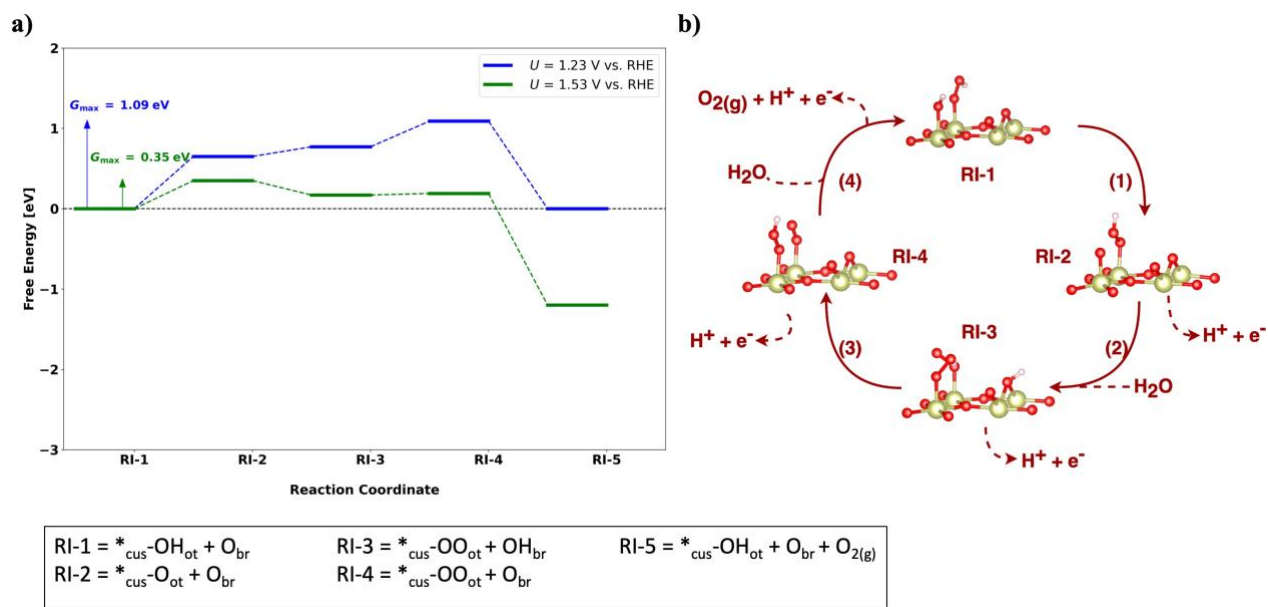 a)
2
1
0
−1
−2
−3
Free Energy [eV]
U = 1.23 V vs. RHE
U = 1.53 V vs. RHE
Gmax = 1.09 eV
Gmax = 0.35 eV
RI-1 RI-2 RI-3 RI-4 RI-5
Reaction Coordinate
b)
O2(g) + H+ + e-
H2O
(4)
RI-1
(1)
RI-4
RI-2
H+ + e-
(3)
RI-3
(2)
H+ + e-
H2O
H+ + e-
RI-1 = *cus-OHot + Obr RI-3 = *cus-OOot + OHbr RI-5 = *cus-OHot + Obr + O2(g)
RI-2 = *cus-Oot + Obr RI-4 = *cus-OOot + Obr